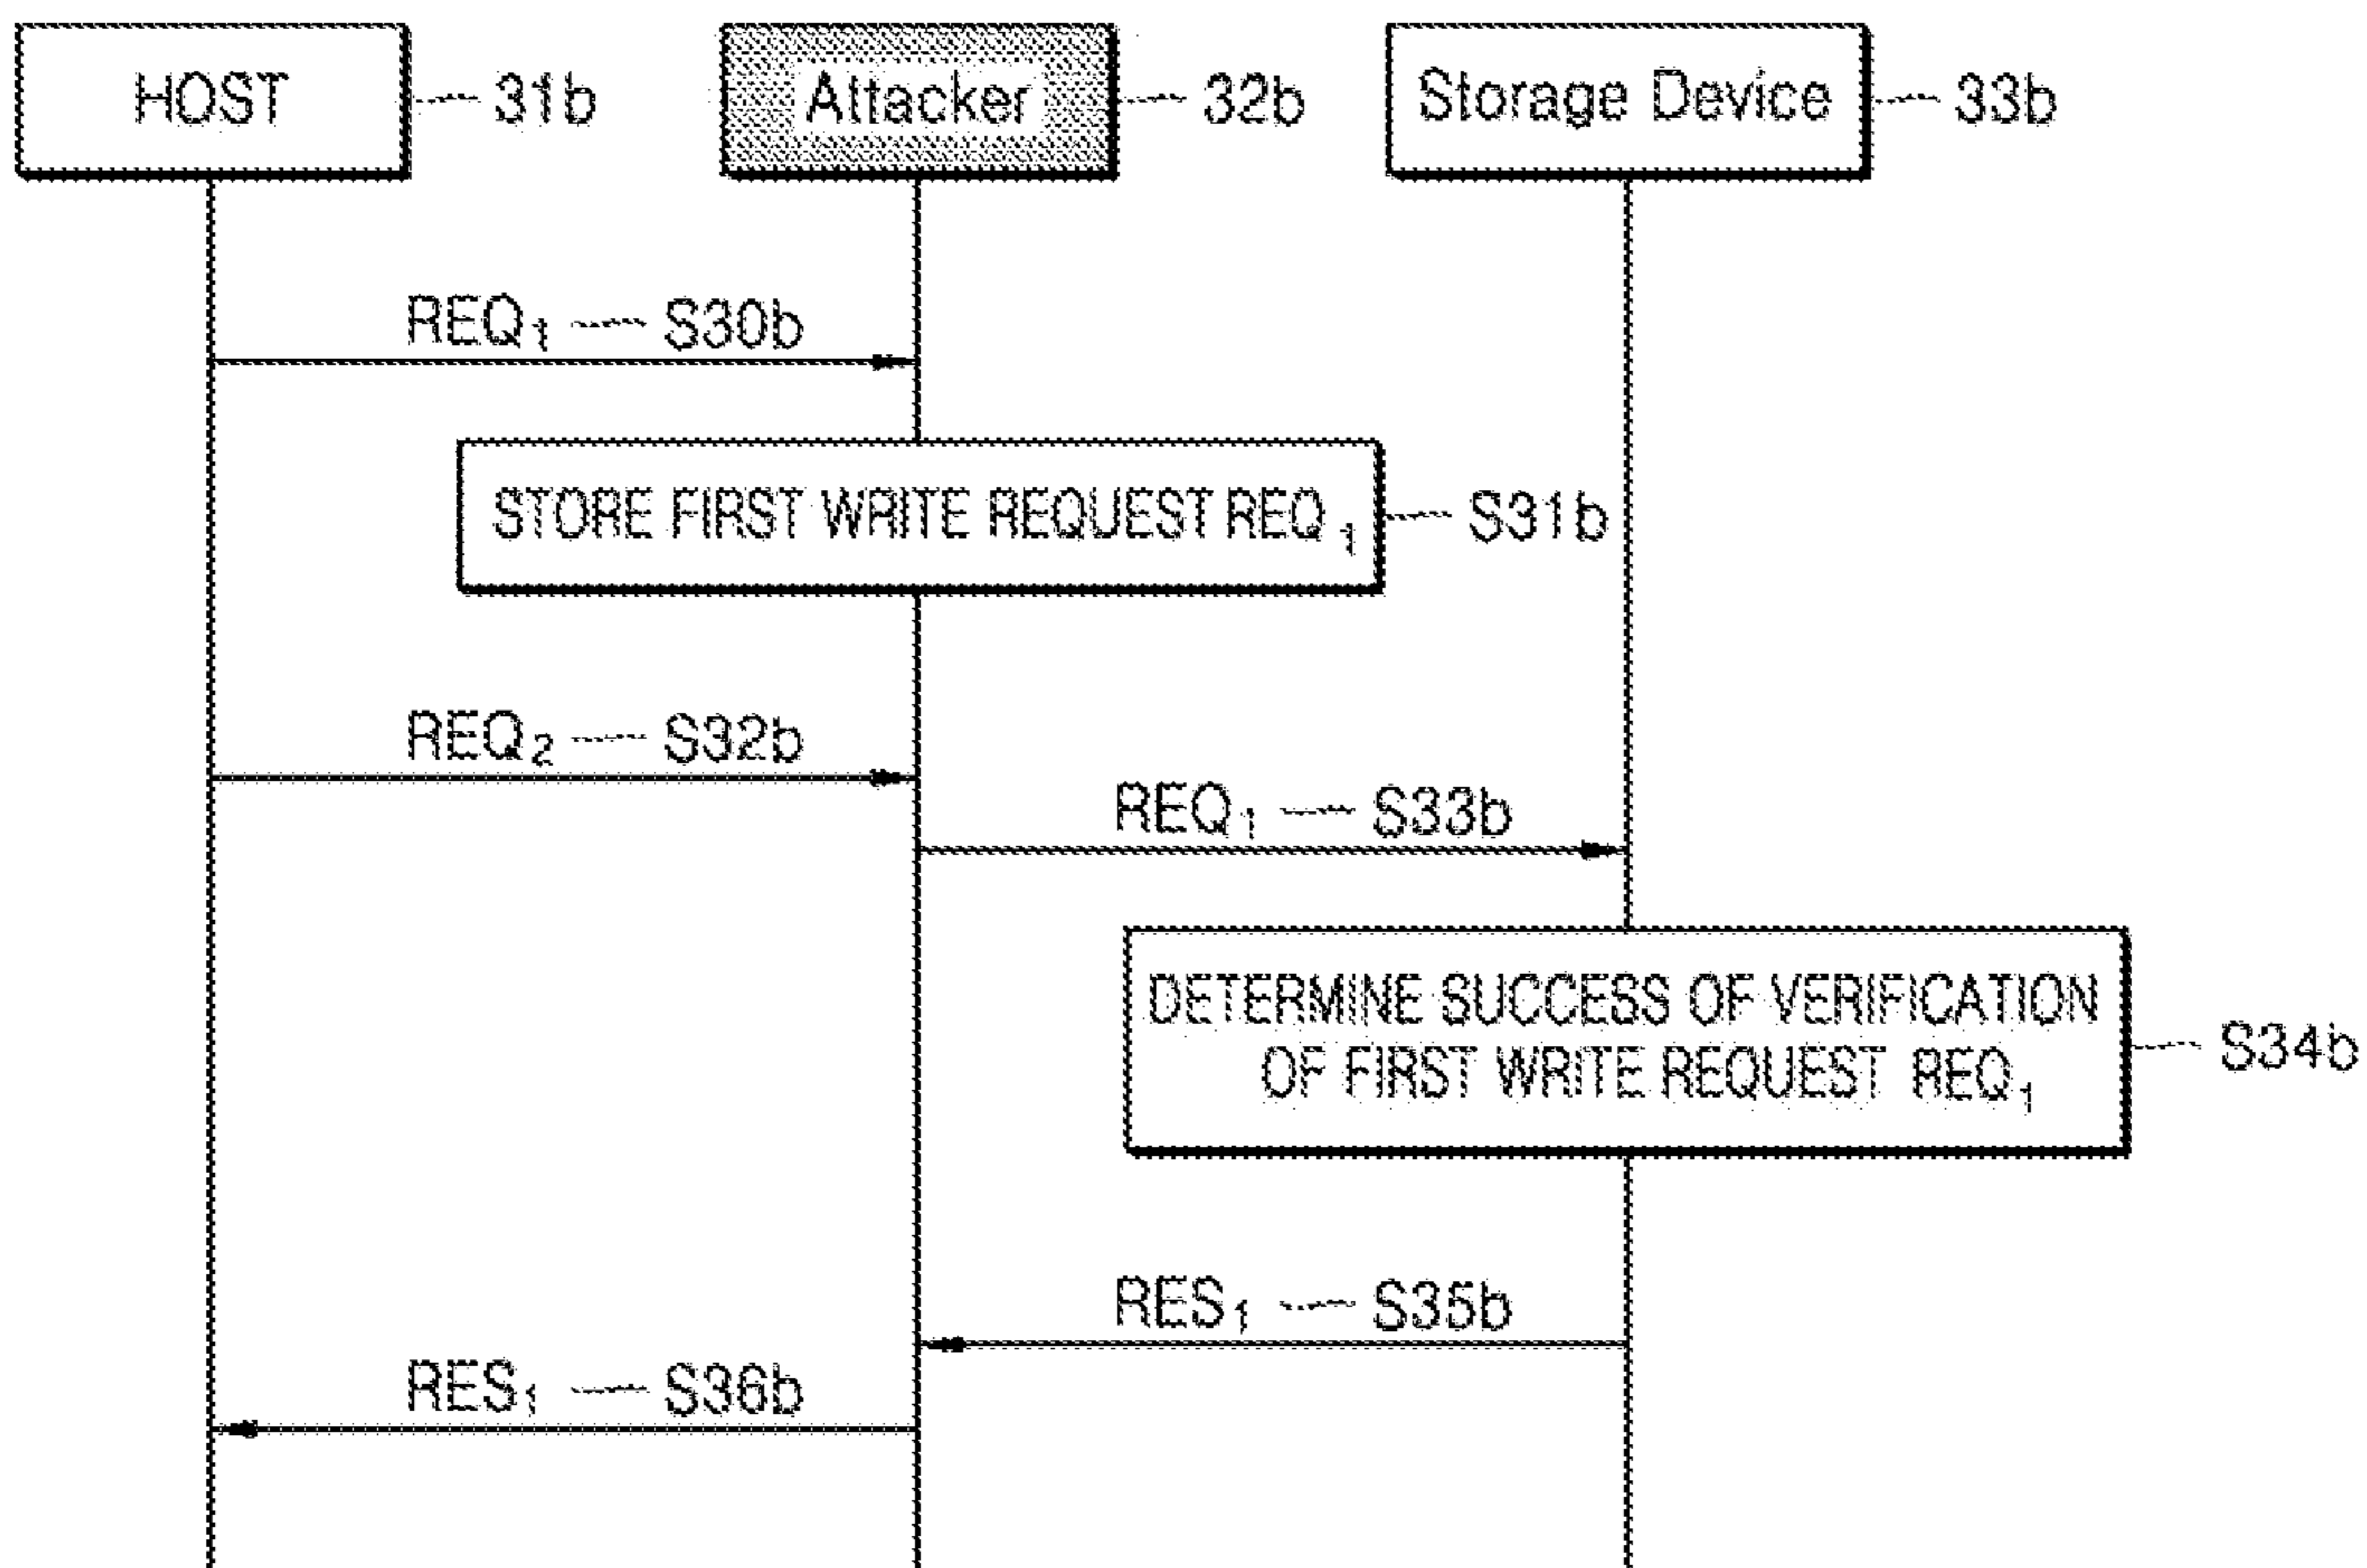 HOST 31b Attacker 32b Storage Device 33b
REQ₁ S30b
STORE FIRST WRITE REQUEST REQ₁ S31b
REQ₂ S32b
REQ₁ S33b
DETERMINE SUCCESS OF VERIFICATION
OF FIRST WRITE REQUEST REQ₁
S34b
RES₁ S35b
RES₁ S36b